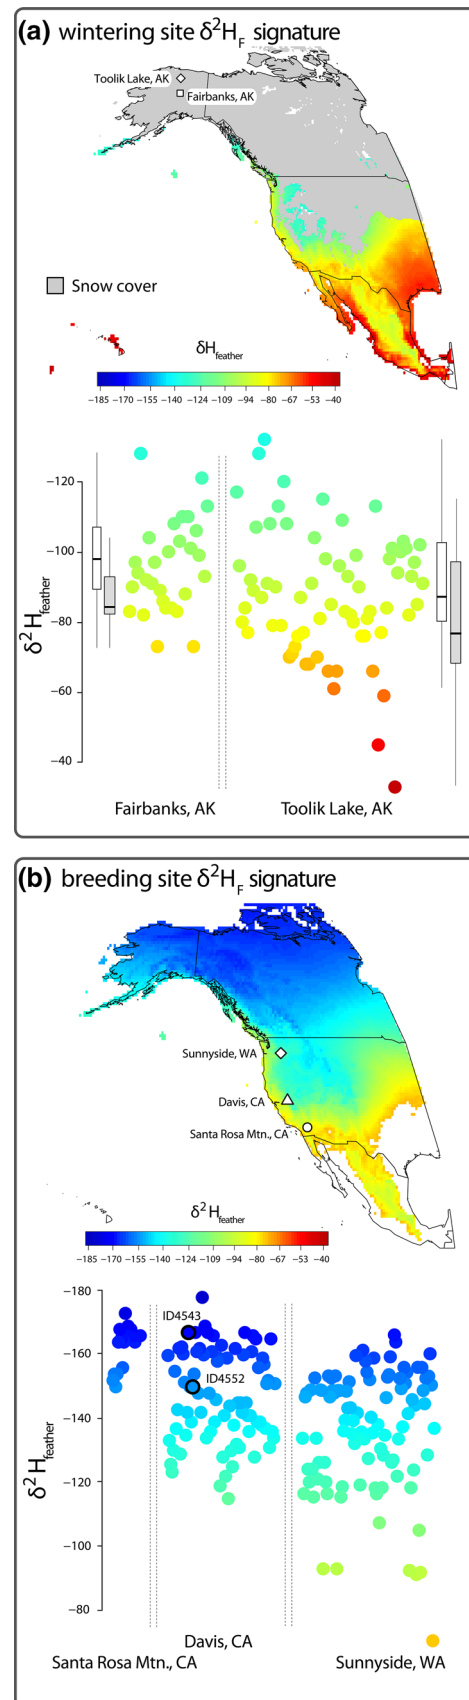 (a) wintering site δ²H_F signature
Toolik Lake, AK
Fairbanks, AK
Snow cover
δH_feather
−185 −170 −155 −140 −124 −109 −94 −80 −67 −53 −40
−120
−100
−80
−60
−40
δ²H_feather
Fairbanks, AK
Toolik Lake, AK
(b) breeding site δ²H_F signature
Sunnyside, WA
Davis, CA
Santa Rosa Mtn., CA
δ²H_feather
−185 −170 −155 −140 −124 −109 −94 −80 −67 −53 −40
−180
−160
−140
−120
−100
−80
δ²H_feather
ID4543
ID4552
Davis, CA
Santa Rosa Mtn., CA
Sunnyside, WA